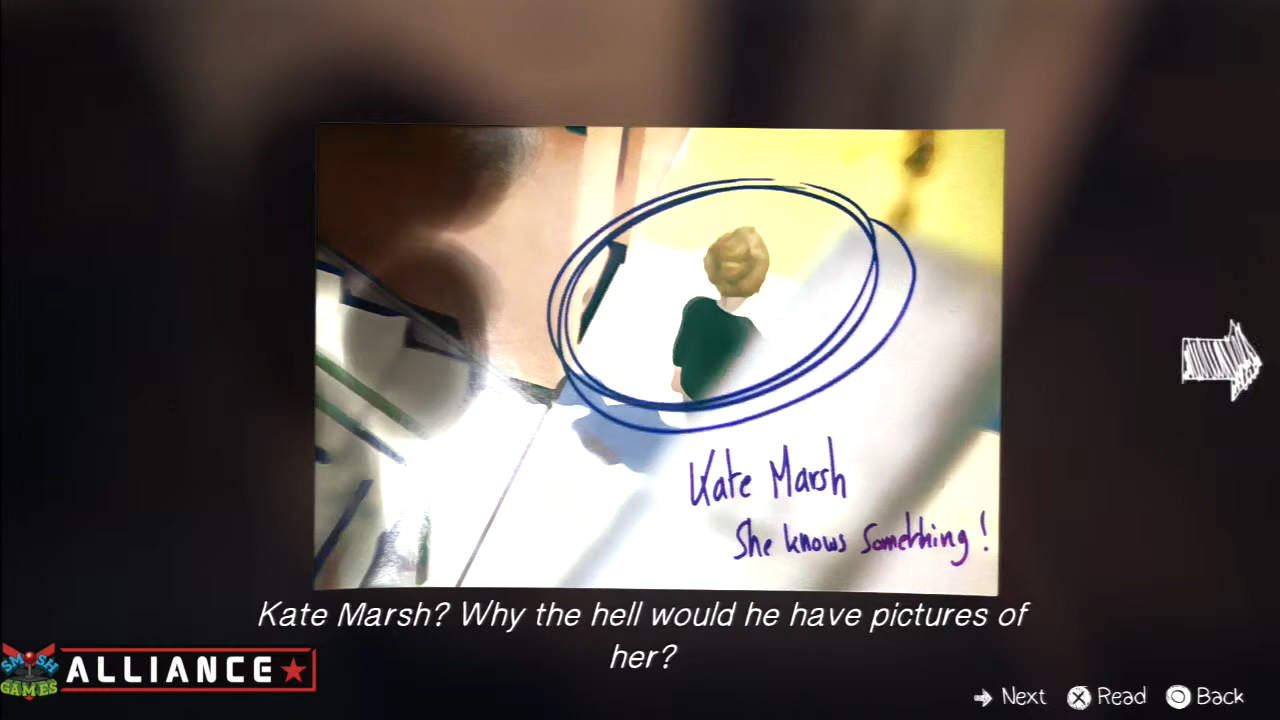 Kate Marsh
She knows something!
Kate Marsh? Why the hell would he have pictures of
her?
SMOSH
GAMES
ALLIANCE
Next
Read
Back